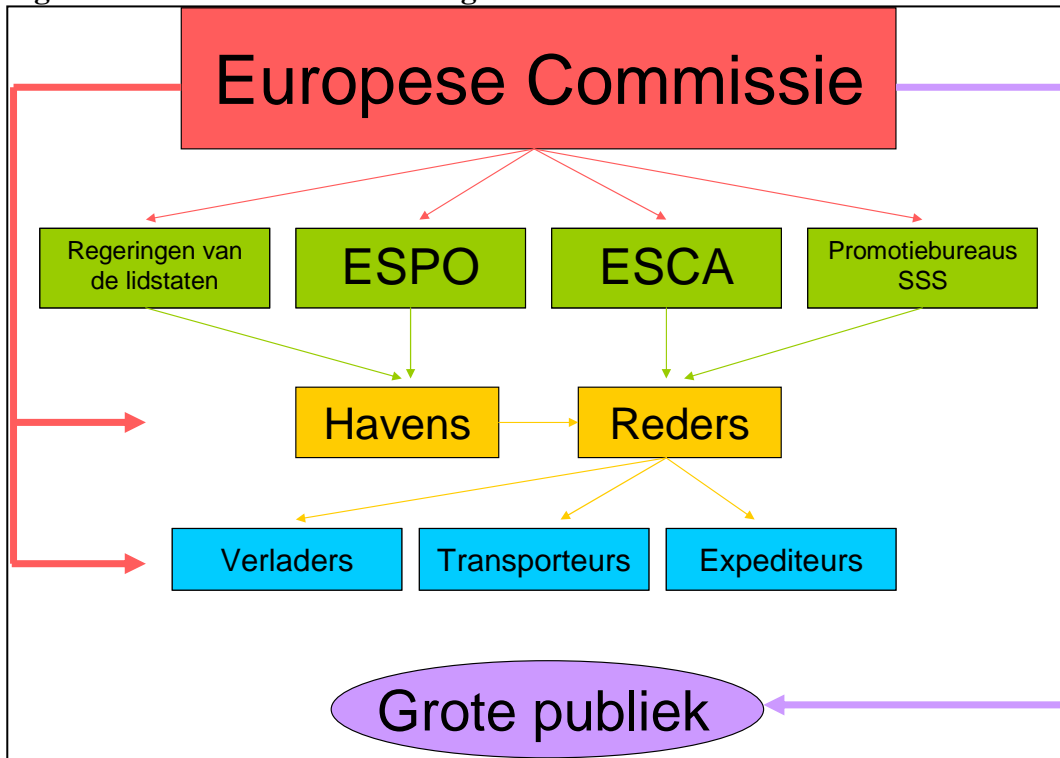 Europese Commissie
Regeringen van
de lidstaten
ESPO
ESCA
Promotiebureaus
SSS
Havens
Reders
Verladers
Transporteurs
Expediteurs
Grote publiek